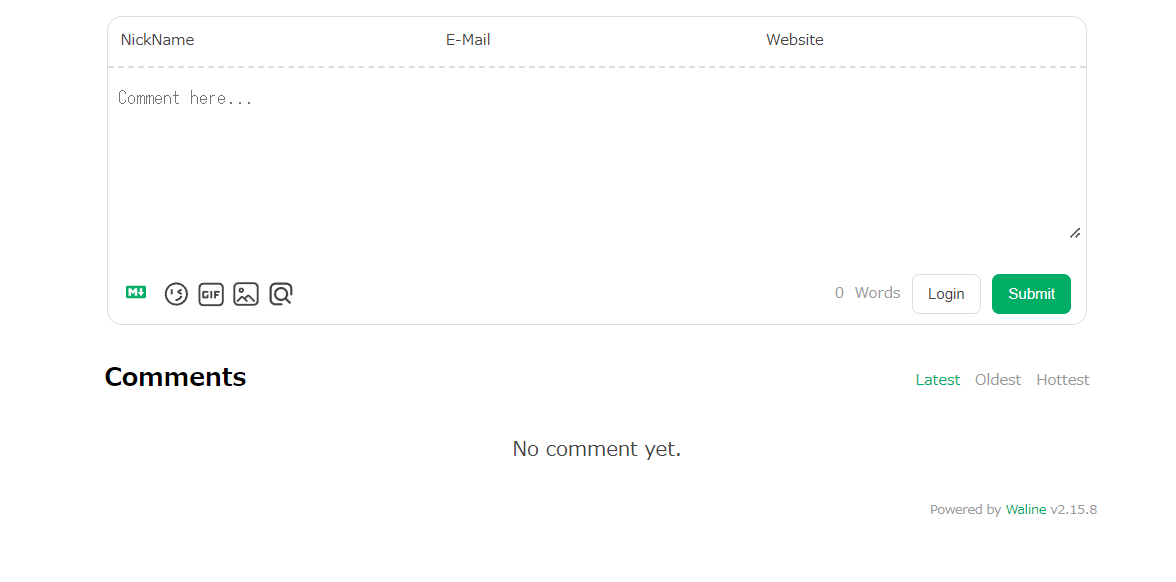 NickName E-Mail Website
Comment here...
M↓ GIF 0 Words Login Submit
Comments Latest Oldest Hottest
No comment yet.
Powered by Waline v2.15.8